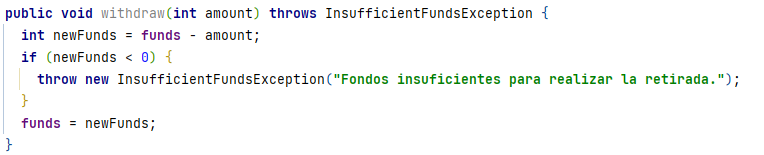 public void withdraw(int amount) throws InsufficientFundsException {
int newFunds = funds - amount;
if (newFunds < 0) {
throw new InsufficientFundsException("Fondos insuficientes para realizar la retirada.");
}
funds = newFunds;
}